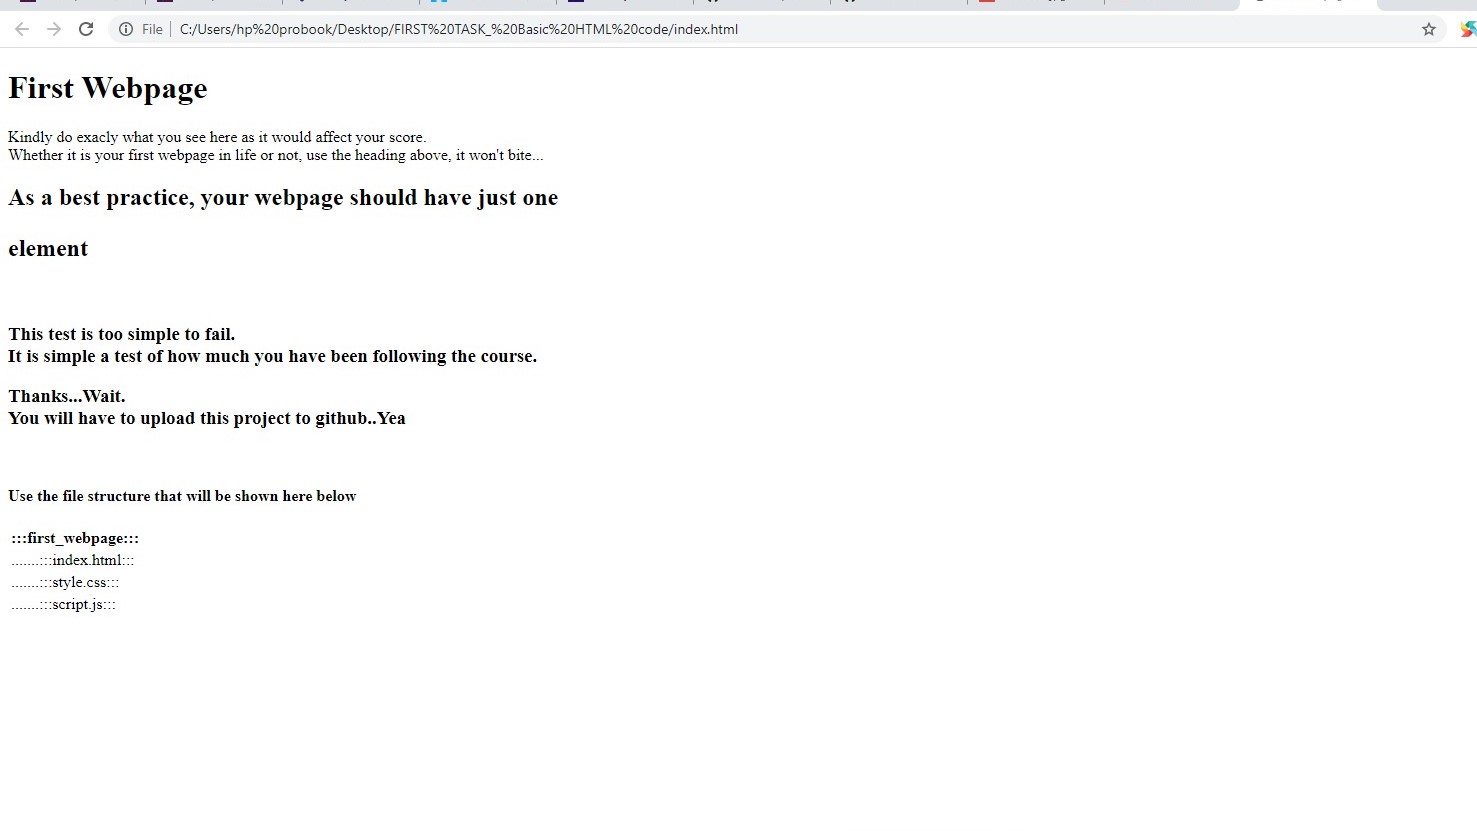 File
C:/Users/hp%20probook/Desktop/FIRST%20TASK_%20Basic%20HTML%20code/index.html
First Webpage
Kindly do exacly what you see here as it would affect your score.
Whether it is your first webpage in life or not, use the heading above, it won't bite...
As a best practice, your webpage should have just one
element
This test is too simple to fail.
It is simple a test of how much you have been following the course.
Thanks...Wait.
You will have to upload this project to github..Yea
Use the file structure that will be shown here below
:::first_webpage:::
.......:::index.html:::
.......:::style.css:::
.......:::script.js:::